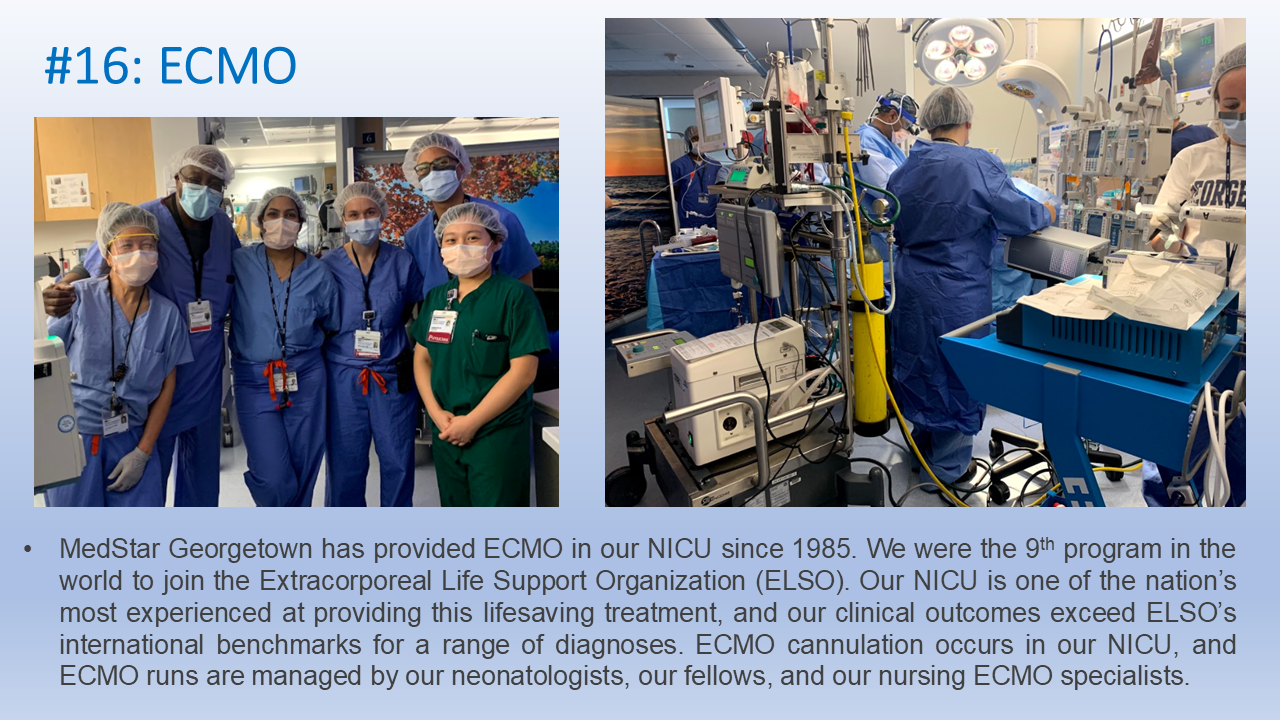 #16: ECMO
GEORGE
• MedStar Georgetown has provided ECMO in our NICU since 1985. We were the 9th program in the
world to join the Extracorporeal Life Support Organization (ELSO). Our NICU is one of the nation’s
most experienced at providing this lifesaving treatment, and our clinical outcomes exceed ELSO’s
international benchmarks for a range of diagnoses. ECMO cannulation occurs in our NICU, and
ECMO runs are managed by our neonatologists, our fellows, and our nursing ECMO specialists.